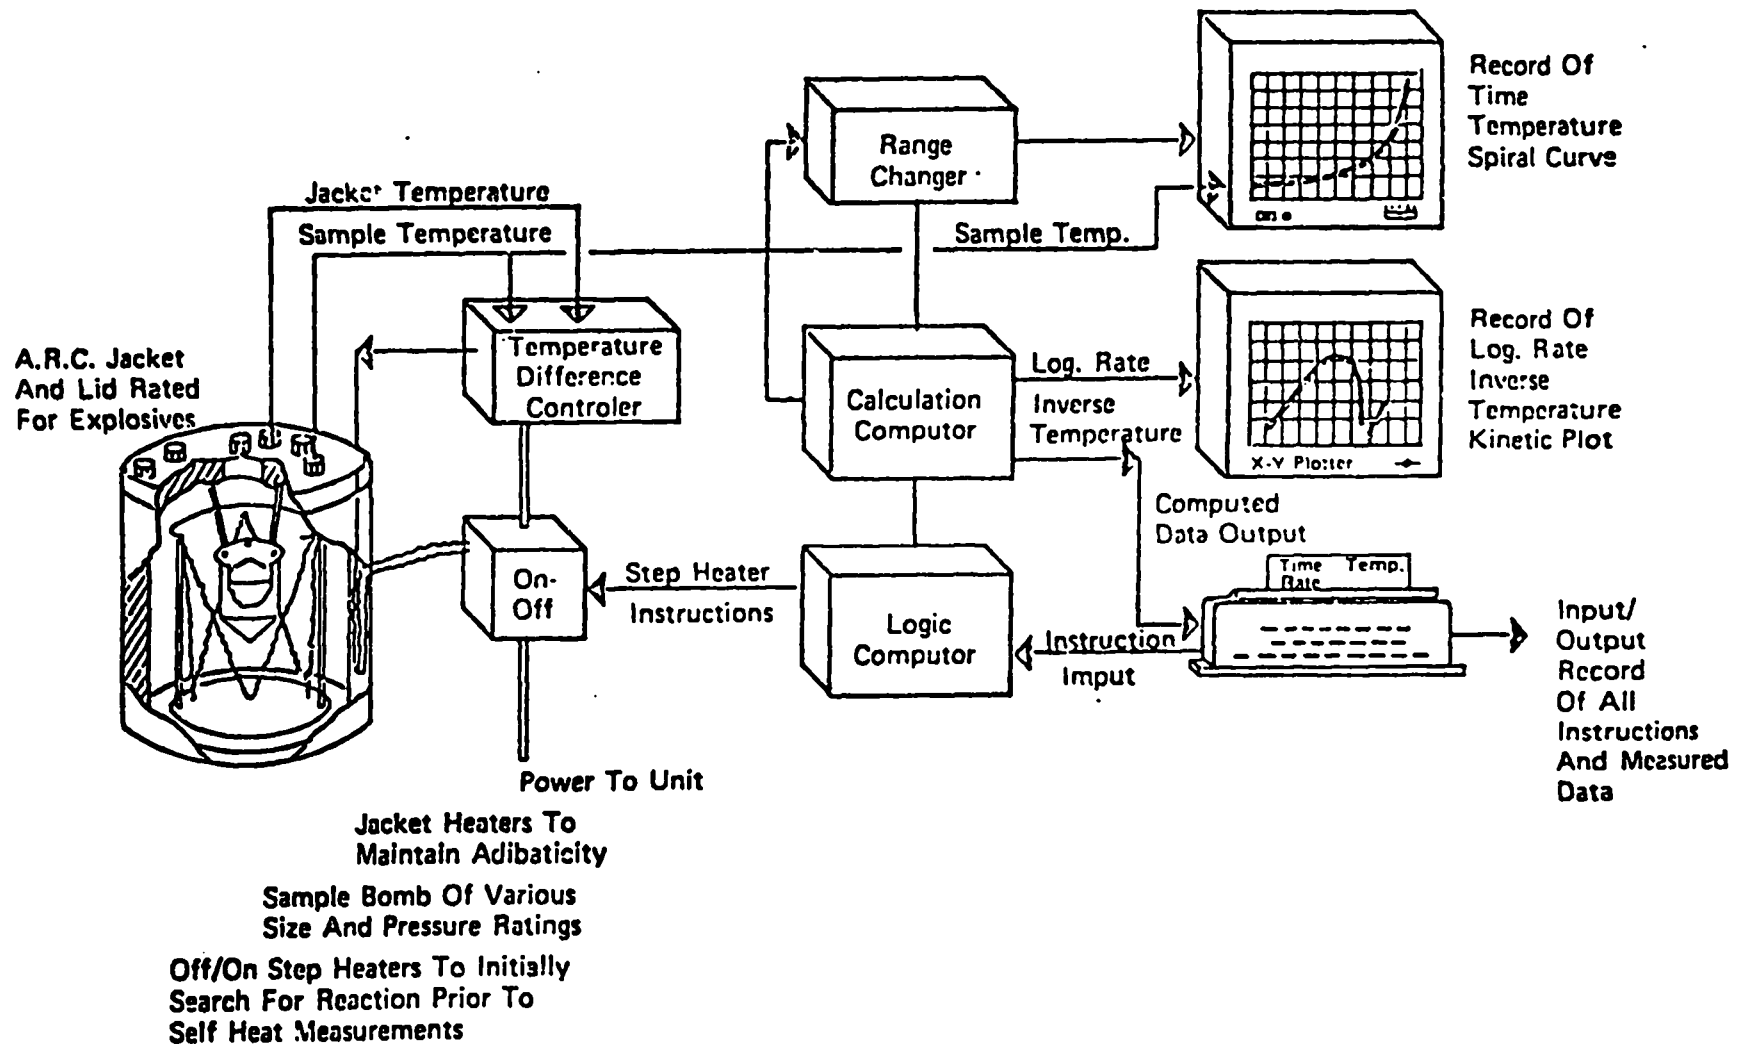 Record Of
Time
Temperature
Spiral Curve
Range
Changer
Jacket Temperature
Sample Temperature
Sample Temp.
A.R.C. Jacket
And Lid Rated
For Explosives
Temperature
Difference
Controler
Calculation
Computor
Log. Rate
Inverse
Temperature
Record Of
Log. Rate
Inverse
Temperature
Kinetic Plot
X-Y Plotter
Computed
Data Output
On-
Off
Step Heater
Instructions
Logic
Computor
Instruction
Imput
Time Temp.
Rate
Input/
Output
Record
Of All
Instructions
And Measured
Data
Power To Unit
Jacket Heaters To
Maintain Adibaticity
Sample Bomb Of Various
Size And Pressure Ratings
Off/On Step Heaters To Initially
Search For Reaction Prior To
Self Heat Measurements